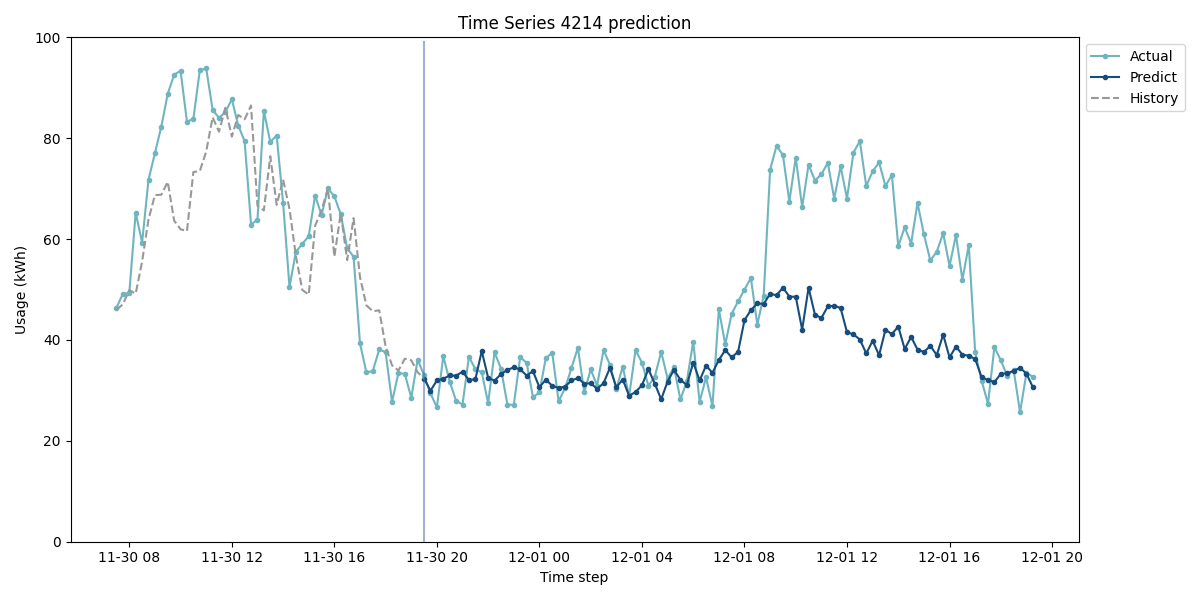 Time Series 4214 prediction
Usage (kWh)
100
80
60
40
20
0
11-30 08
11-30 12
11-30 16
11-30 20
12-01 00
12-01 04
12-01 08
12-01 12
12-01 16
12-01 20
Time step
Actual
Predict
History